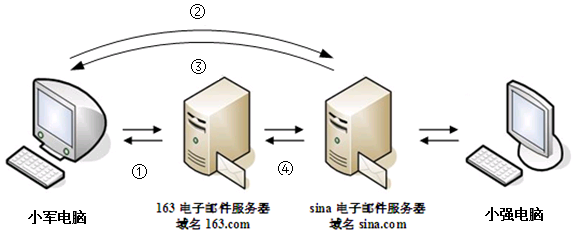 ②
③
①
④
小军电脑
163 电子邮件服务器
域名 163.com
sina 电子邮件服务器
域名 sina.com
小强电脑